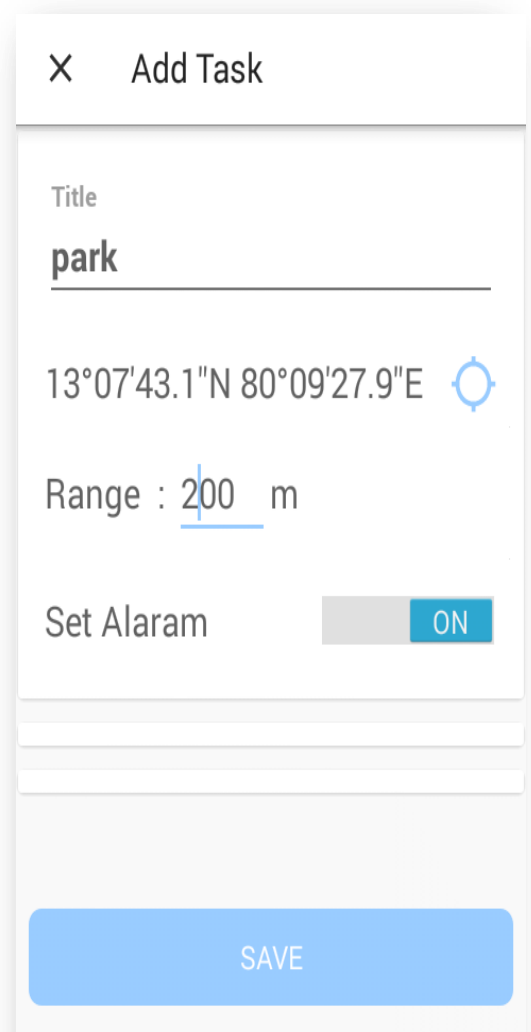 Add Task
Title
park
13°07'43.1"N 80°09'27.9"E
Range : 200 m
Set Alaram ON
SAVE